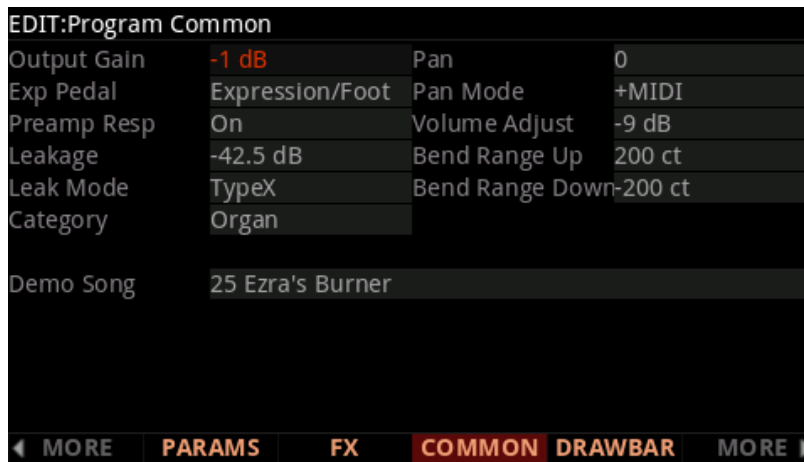 EDIT:Program Common
Output Gain -1 dB Pan 0
Exp Pedal Expression/Foot Pan Mode +MIDI
Preamp Resp On Volume Adjust -9 dB
Leakage -42.5 dB Bend Range Up 200 ct
Leak Mode TypeX Bend Range Down -200 ct
Category Organ
Demo Song 25 Ezra's Burner
MORE PARAMS FX COMMON DRAWBAR MORE